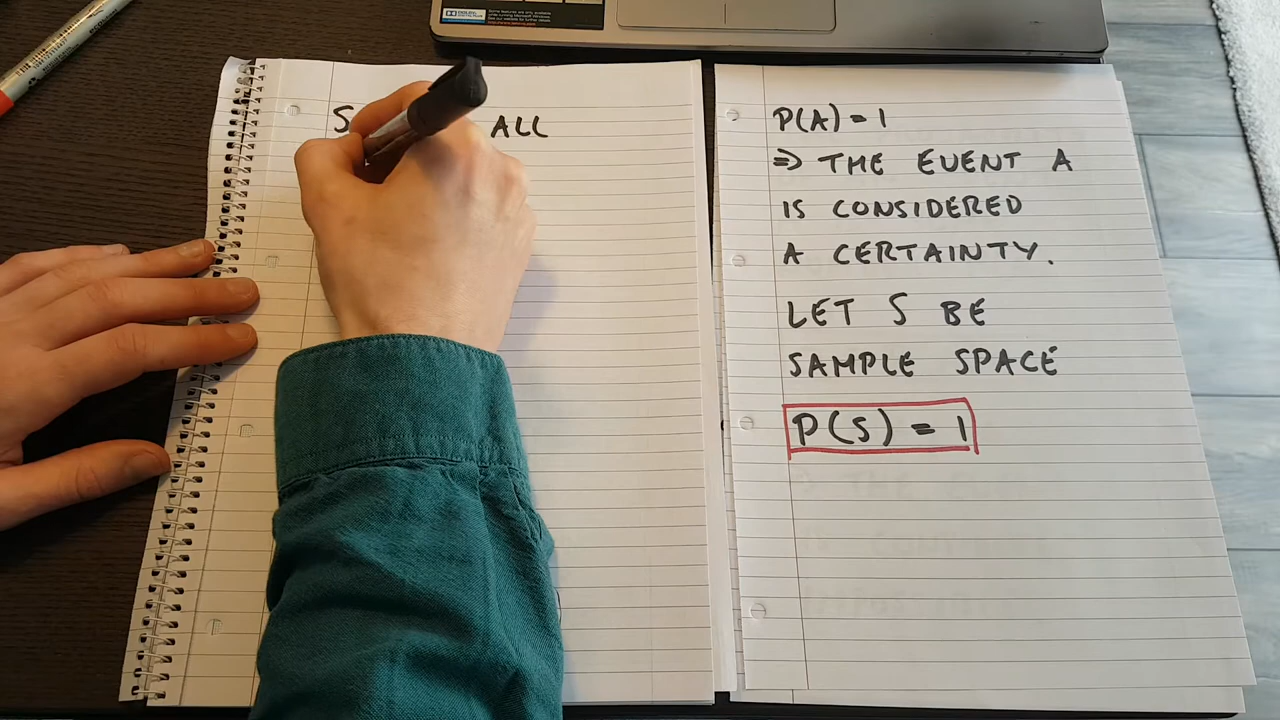 S ALL
P(A) = 1
⇒ THE EVENT A
IS CONSIDERED
A CERTAINTY.
LET S BE
SAMPLE SPACE
P(S) = 1